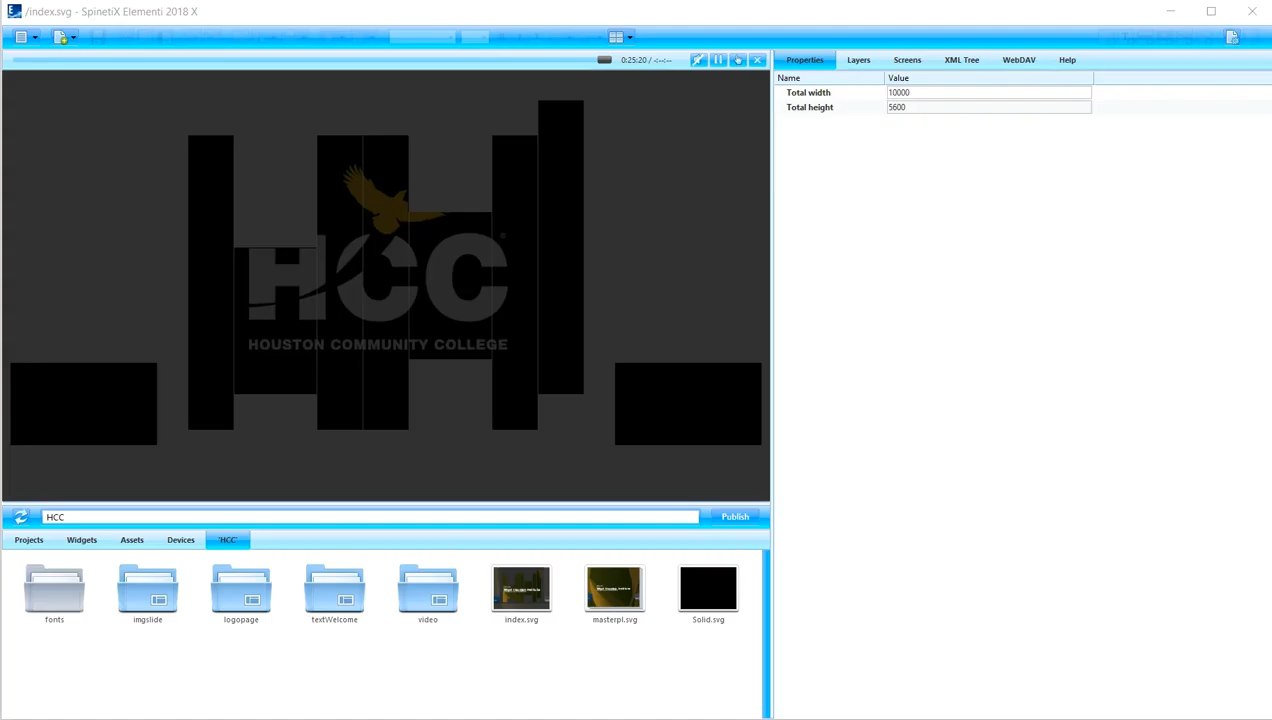 /index.svg - SpinetiX Elementi 2018 X
0:25:20 / -:--:--
Properties
Layers
Screens
XML Tree
WebDAV
Help
Name
Value
Total width
10000
Total height
5600
HCC
®
HOUSTON COMMUNITY COLLEGE
HCC
Publish
Projects
Widgets
Assets
Devices
'HCC'
fonts
imgslide
logopage
textWelcome
video
index.svg
masterpl.svg
Solid.svg